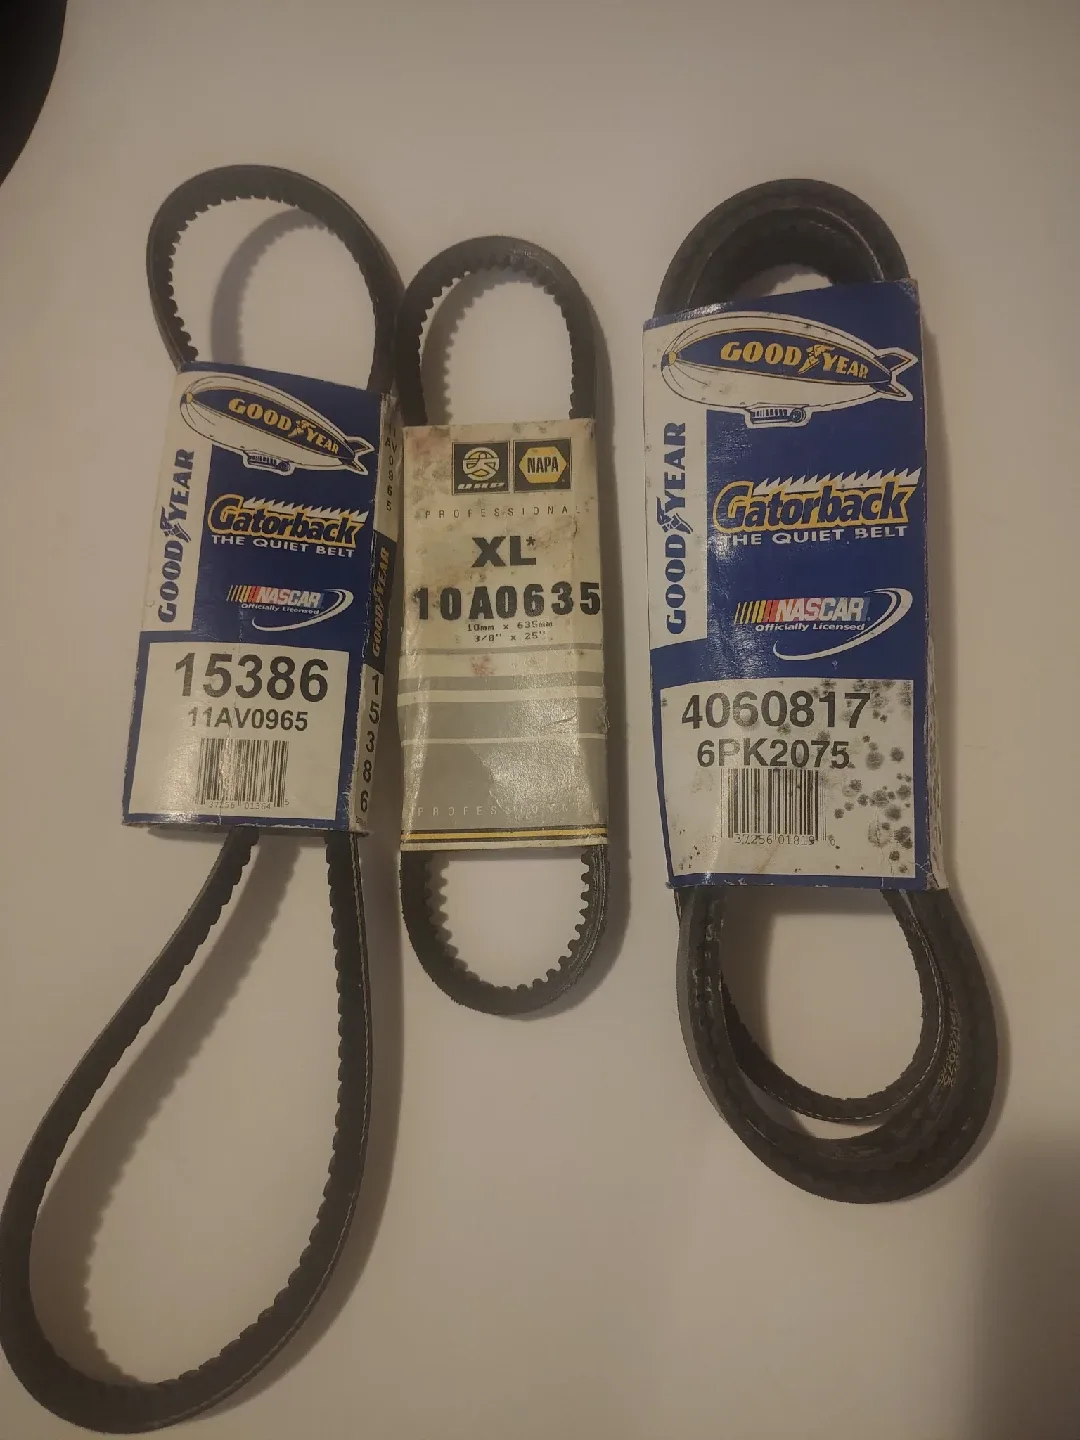 GOODYEAR
GOODYEAR
Gatorback
THE QUIET BELT
NASCAR
Officially Licensed
15386
11AV0965
GOODYEAR
15386
NAPA
PROFESSIONAL
XL*
10A0635
10mm x 635mm
3/8" x 25"
GOODYEAR
GOODYEAR
Gatorback
THE QUIET BELT
NASCAR
Officially Licensed
4060817
6PK2075